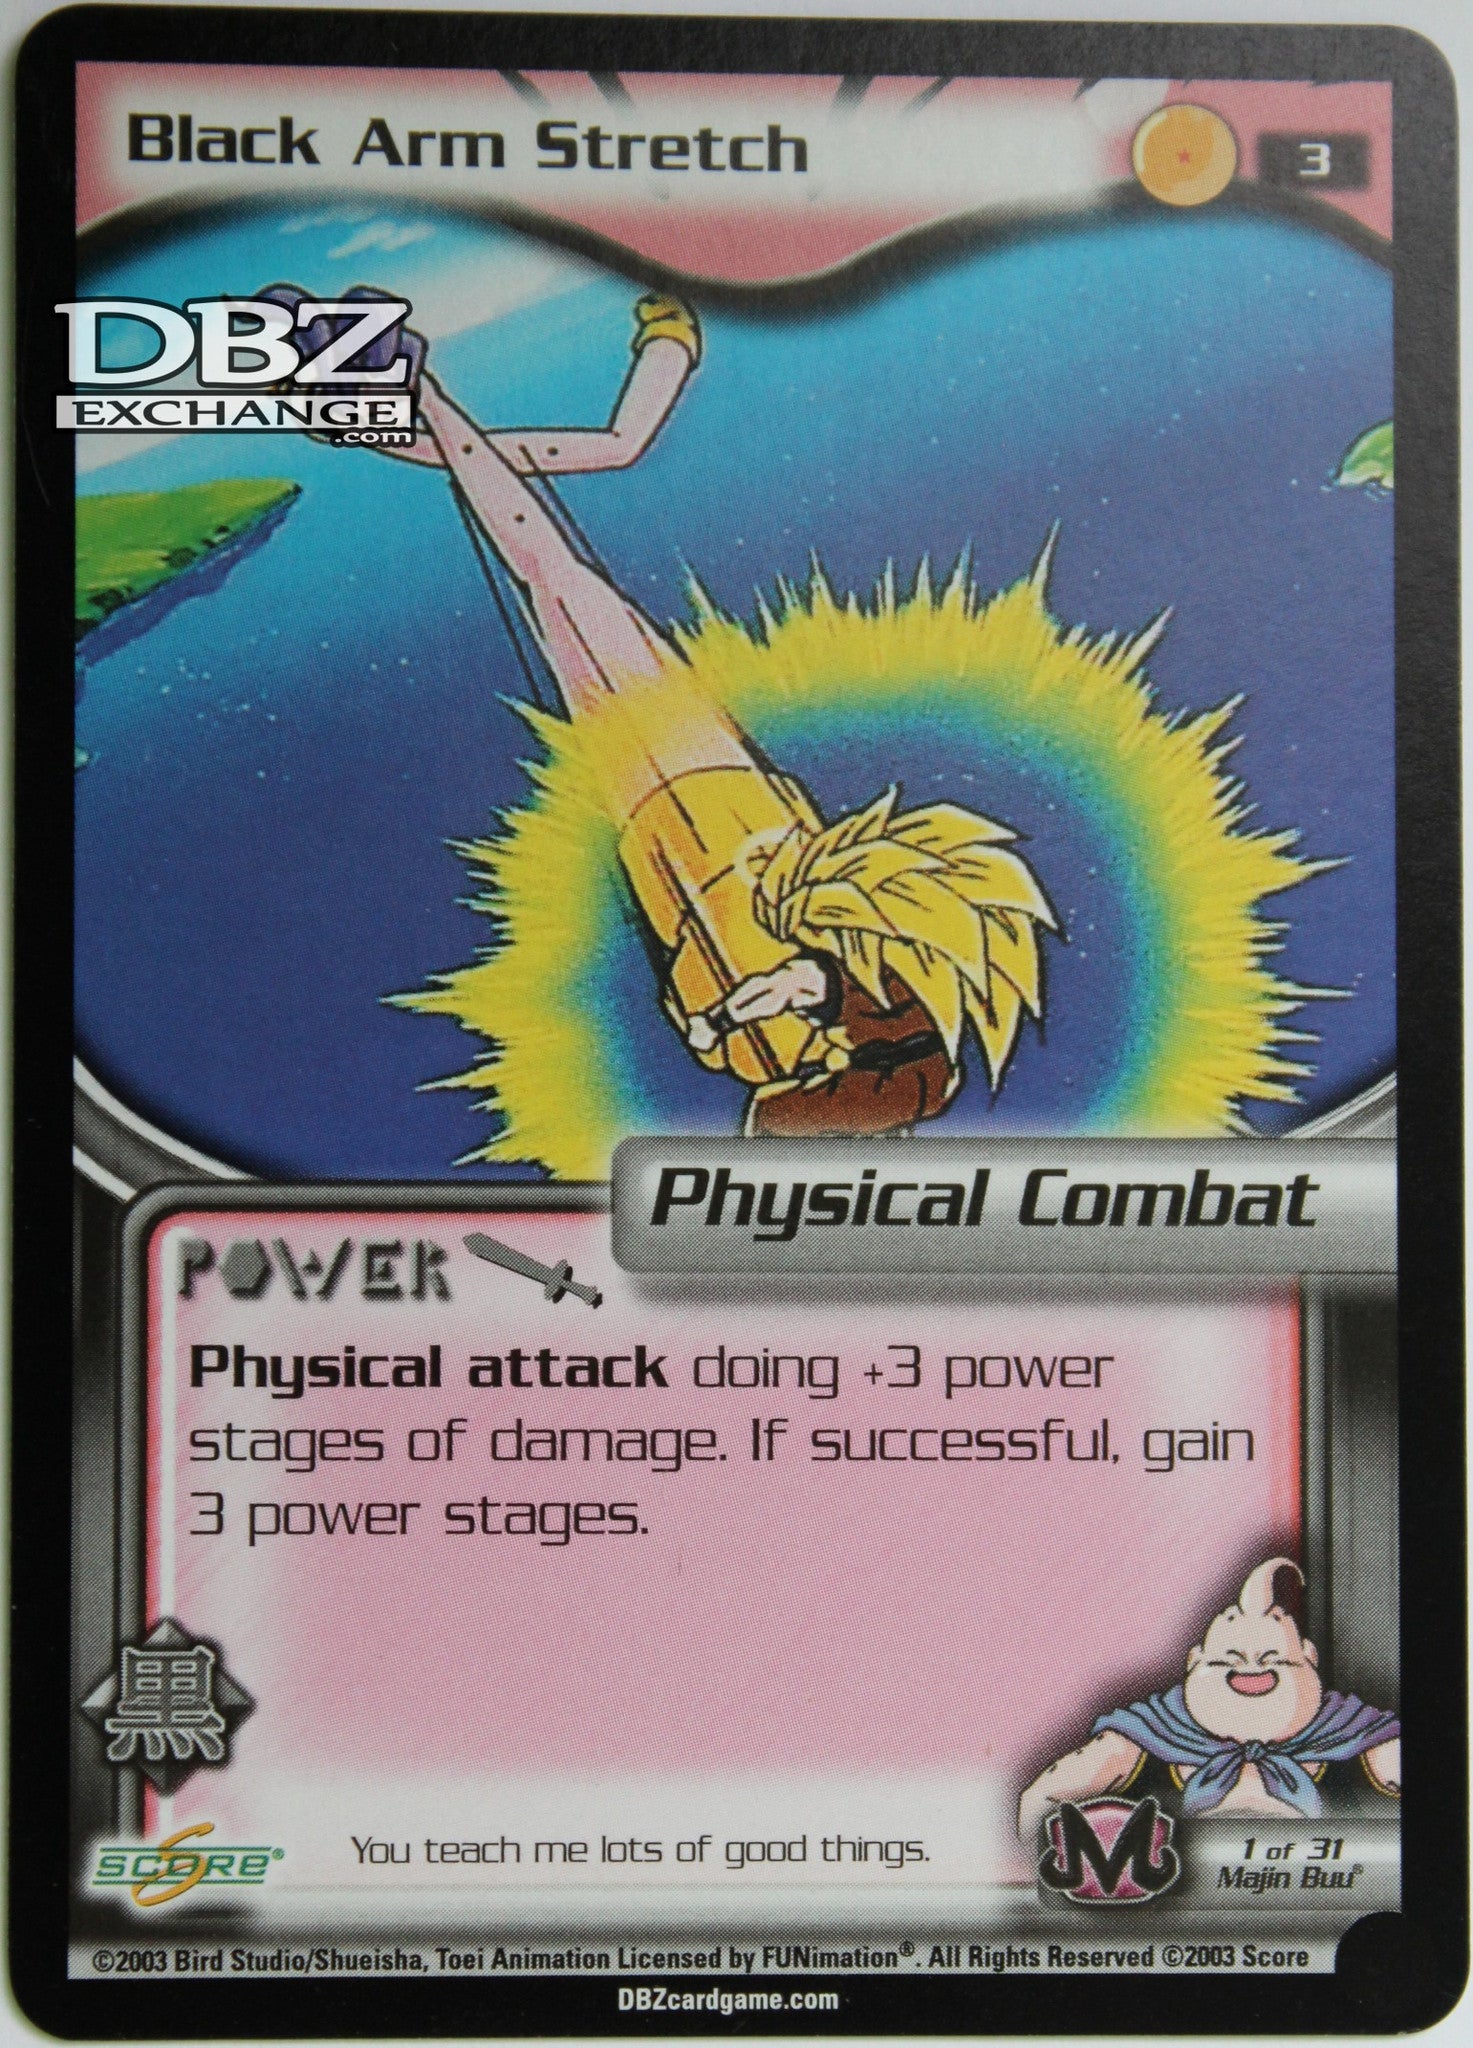 Black Arm Stretch
3
DBZ
EXCHANGE
.com
Physical Combat
POWER
Physical attack doing +3 power
stages of damage. If successful, gain
3 power stages.
黒
SCORE®
You teach me lots of good things.
M
1 of 31
Majin Buu®
©2003 Bird Studio/Shueisha, Toei Animation Licensed by FUNimation®. All Rights Reserved ©2003 Score
DBZcardgame.com